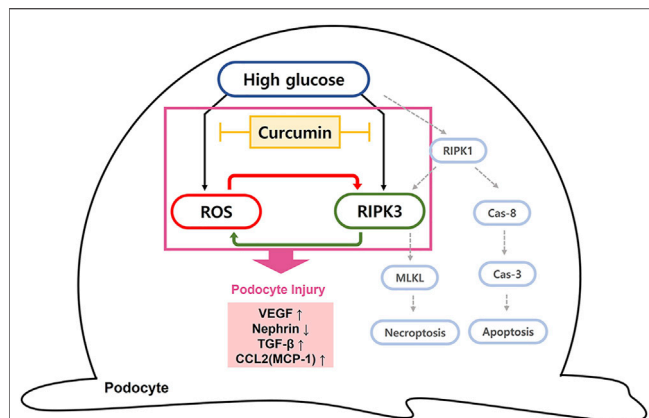 High glucose
Curcumin
RIPK1
ROS
RIPK3
Cas-8
MLKL
Cas-3
Necroptosis
Apoptosis
Podocyte Injury
VEGF ↑
Nephrin ↓
TGF-β ↑
CCL2(MCP-1) ↑
Podocyte